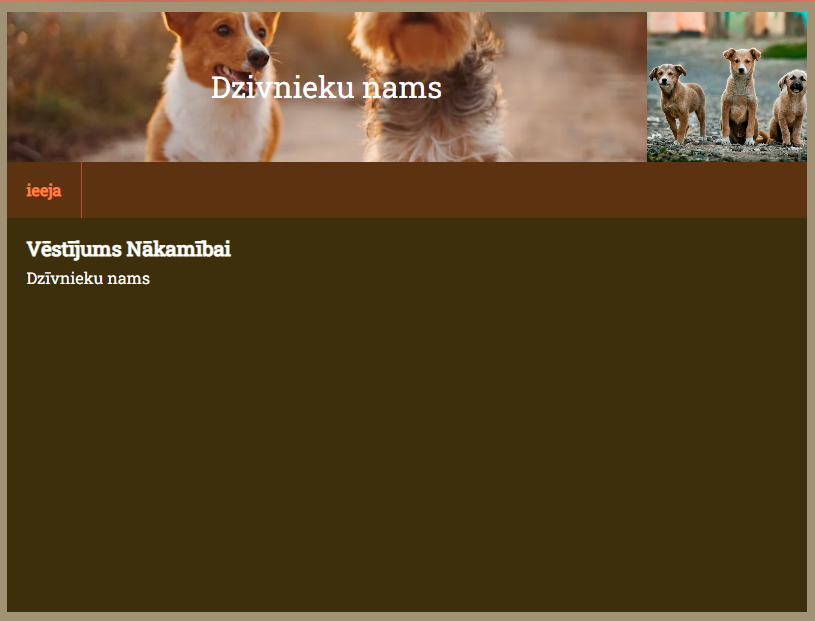 Dzivnieku nams
ieeja
Vēstījums Nākamībai
Dzīvnieku nams